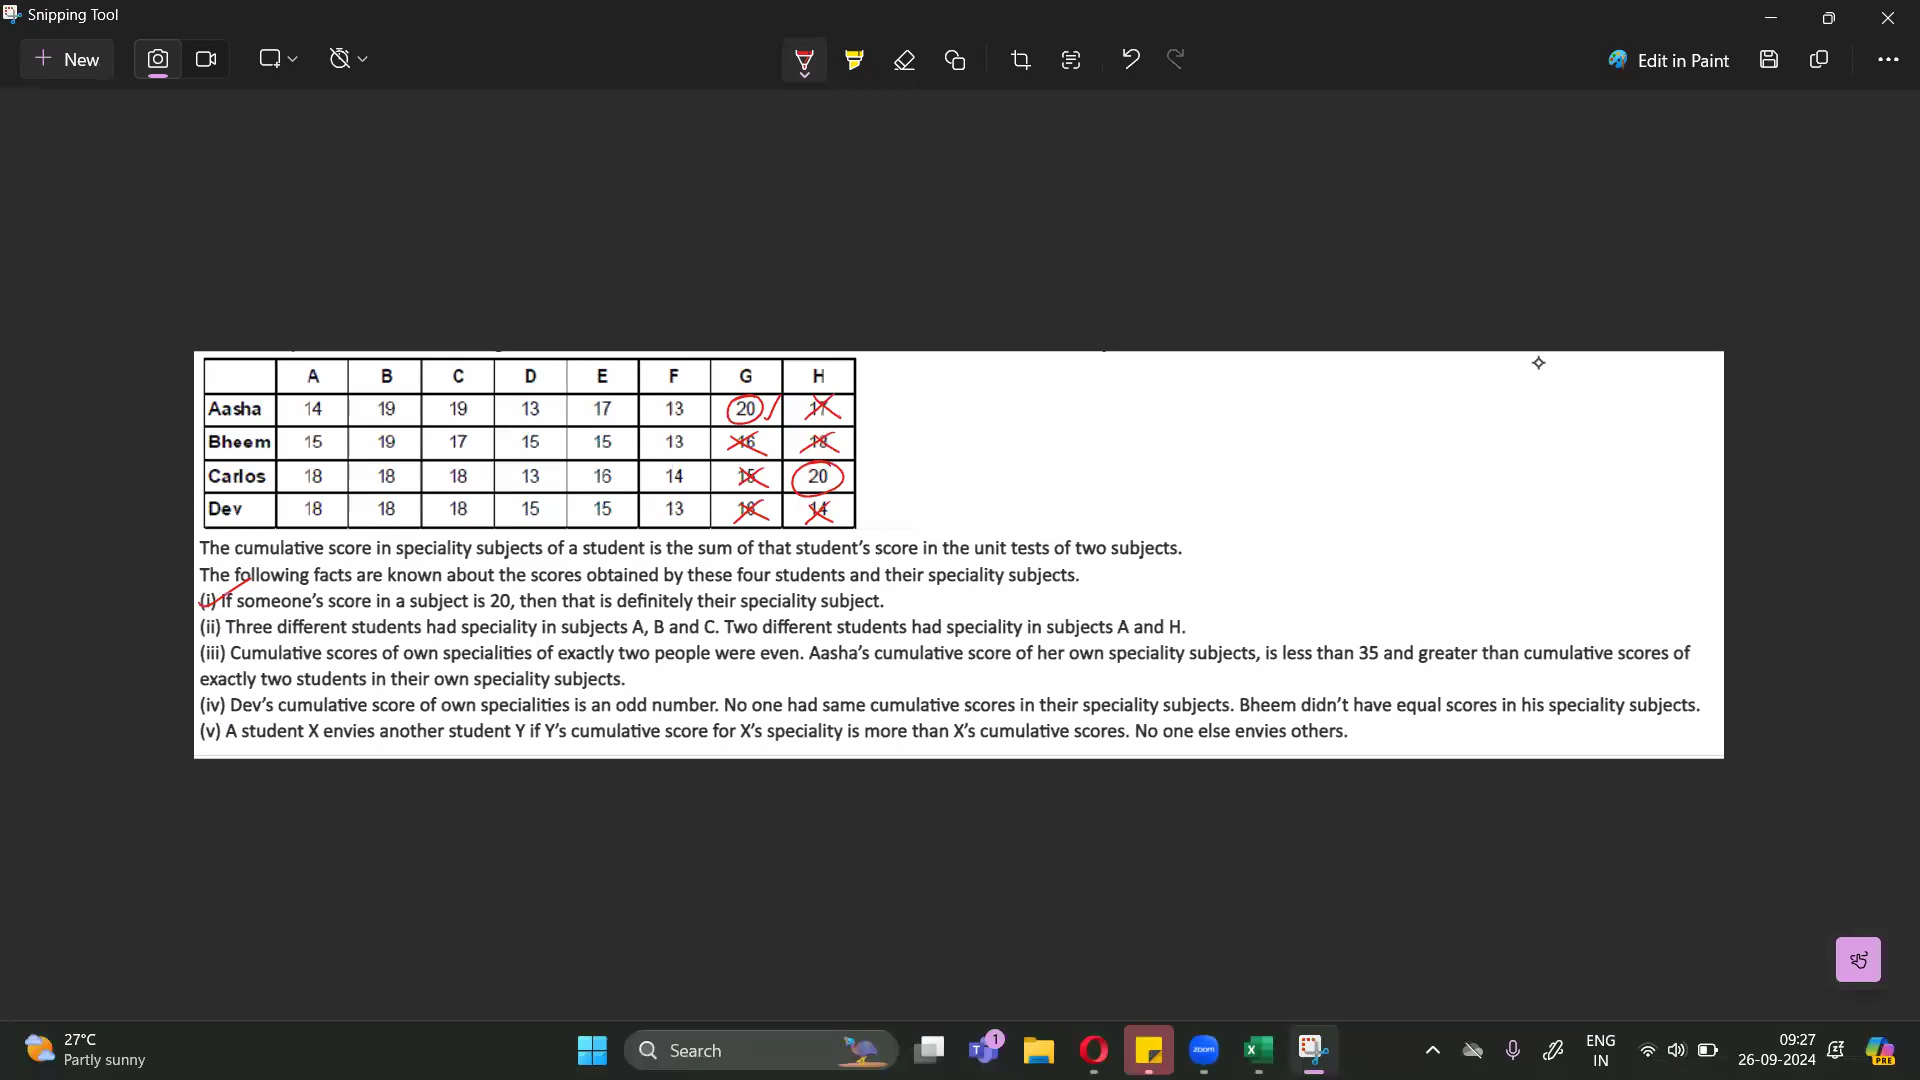 Snipping Tool
New
Edit in Paint
A B C D E F G H
Aasha 14 19 19 13 17 13 20 17
Bheem 15 19 17 15 15 13 16 18
Carlos 18 18 18 13 16 14 15 20
Dev 18 18 18 15 15 13 14
The cumulative score in speciality subjects of a student is the sum of that student’s score in the unit tests of two subjects.
The following facts are known about the scores obtained by these four students and their speciality subjects.
(i) If someone’s score in a subject is 20, then that is definitely their speciality subject.
(ii) Three different students had speciality in subjects A, B and C. Two different students had speciality in subjects A and H.
(iii) Cumulative scores of own specialities of exactly two people were even. Aasha’s cumulative score of her own speciality subjects, is less than 35 and greater than cumulative scores of
exactly two students in their own speciality subjects.
(iv) Dev’s cumulative score of own specialities is an odd number. No one had same cumulative scores in their speciality subjects. Bheem didn’t have equal scores in his speciality subjects.
(v) A student X envies another student Y if Y’s cumulative score for X’s speciality is more than X’s cumulative scores. No one else envies others.
27°C
Partly sunny
Search
1
zoom
ENG
IN
09:27
26-09-2024
PRE